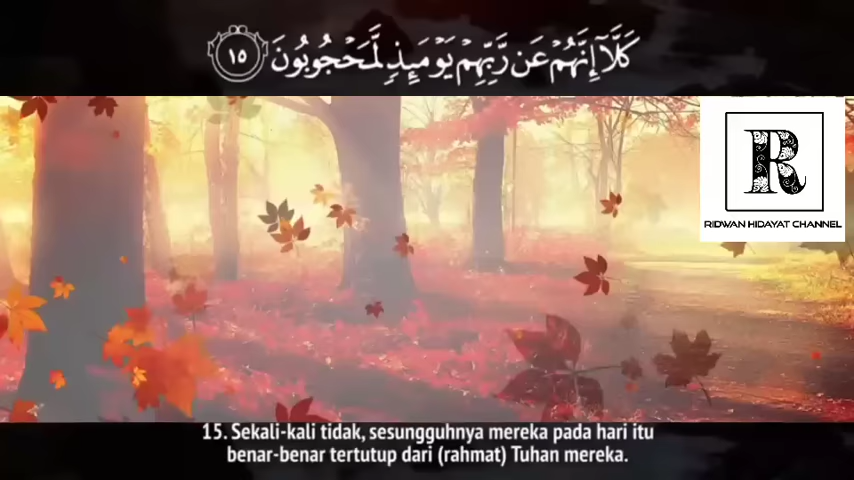 كَلَّآ إِنَّهُمْ عَن رَّبِّهِمْ يَوْمَئِذٍ لَّمَحْجُوبُونَ ١٥
R
RIDWAN HIDAYAT CHANNEL
15. Sekali-kali tidak, sesungguhnya mereka pada hari itu
benar-benar tertutup dari (rahmat) Tuhan mereka.